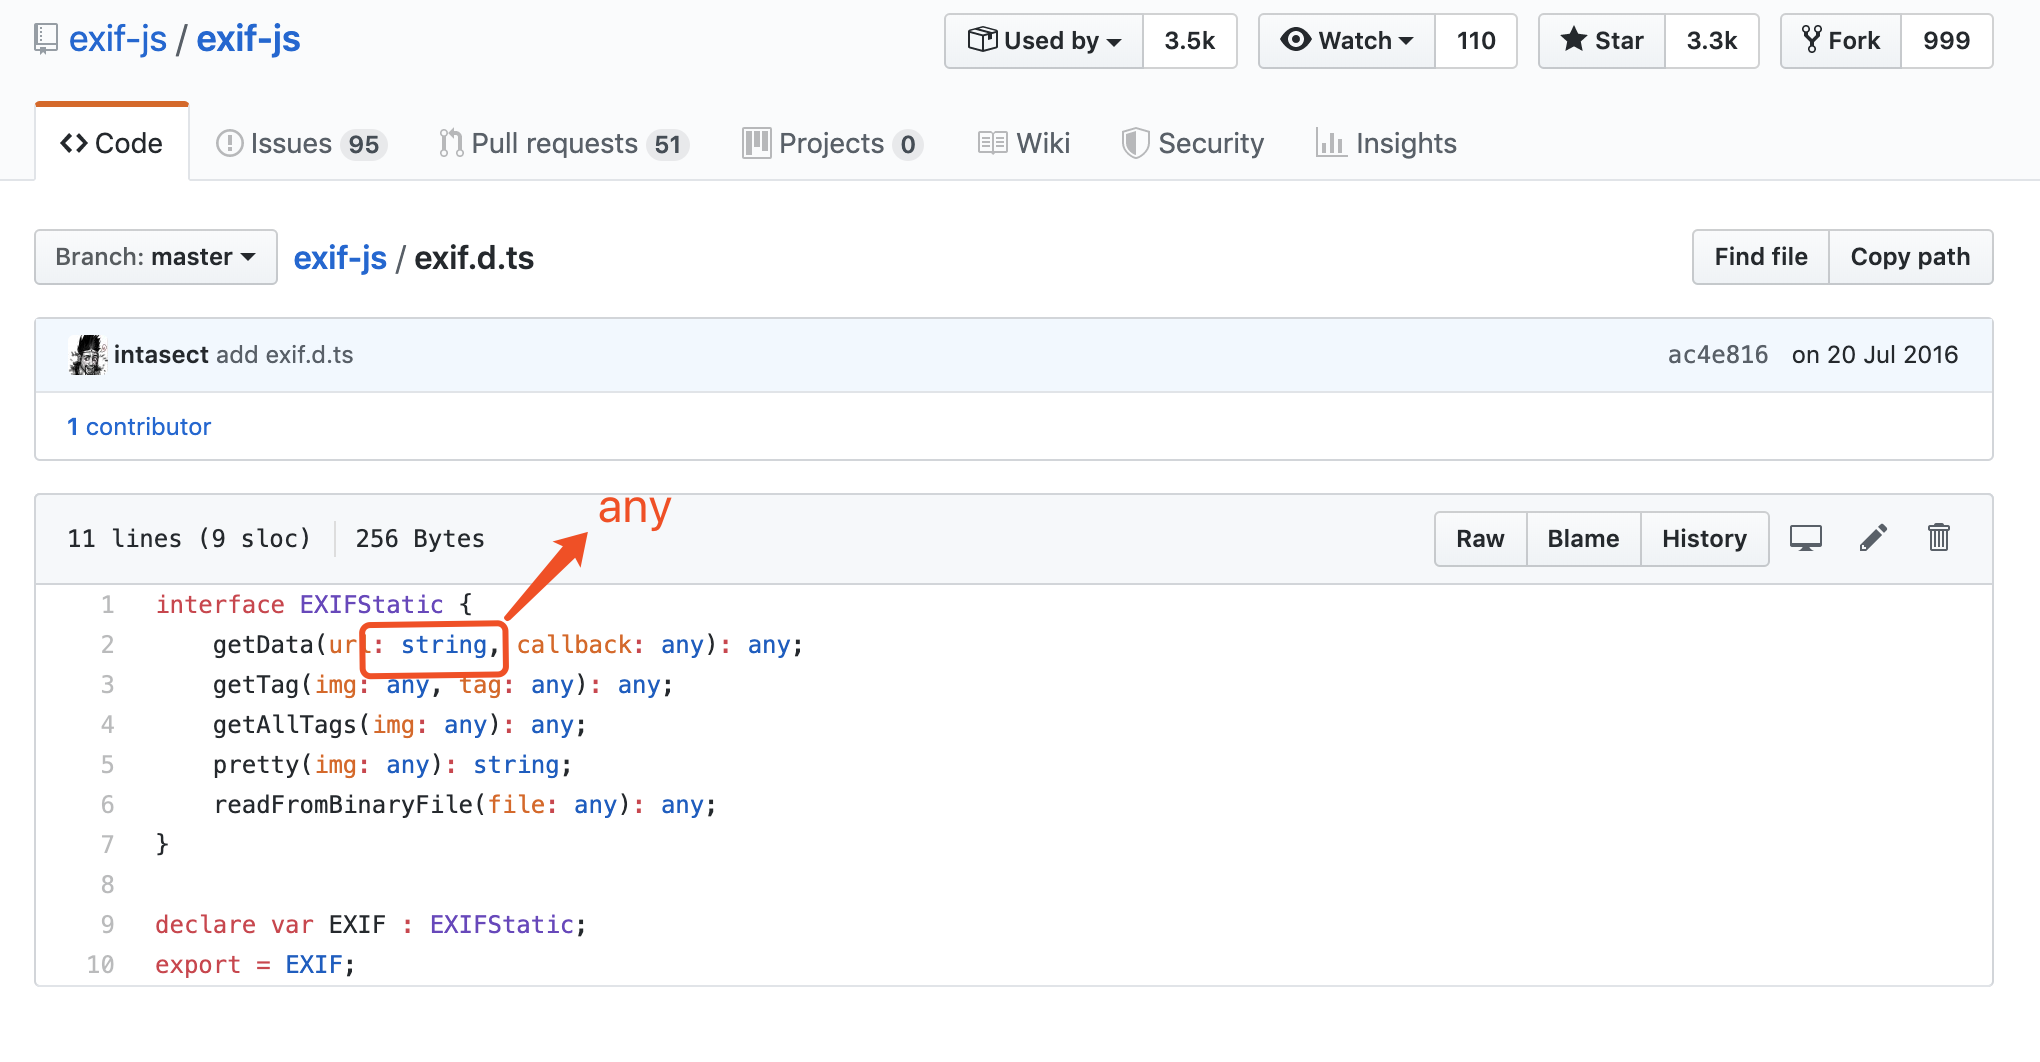 exif-js / exif-js
Used by 3.5k
Watch 110
Star 3.3k
Fork 999
Code
Issues 95
Pull requests 51
Projects 0
Wiki
Security
Insights
Branch: master
exif-js / exif.d.ts
Find file
Copy path
intasect add exif.d.ts
ac4e816 on 20 Jul 2016
1 contributor
any
11 lines (9 sloc) 256 Bytes
Raw
Blame
History
1 interface EXIFStatic {
2 getData(url: string, callback: any): any;
3 getTag(img: any, tag: any): any;
4 getAllTags(img: any): any;
5 pretty(img: any): string;
6 readFromBinaryFile(file: any): any;
7 }
8
9 declare var EXIF : EXIFStatic;
10 export = EXIF;